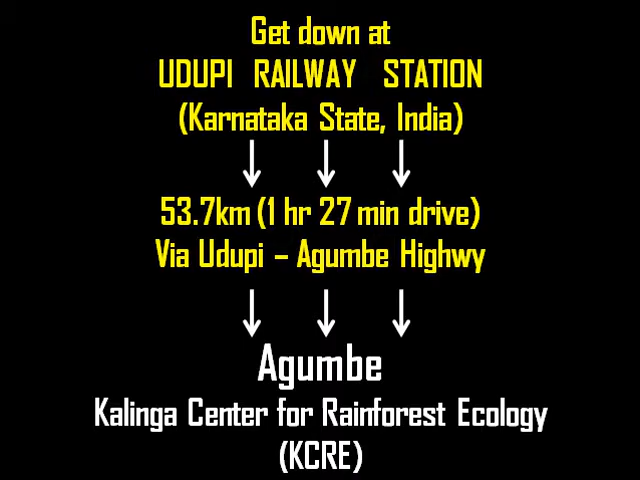 Get down at
UDUPI RAILWAY STATION
(Karnataka State, India)
53.7km (1 hr 27 min drive)
Via Udupi – Agumbe Highwy
Agumbe
Kalinga Center for Rainforest Ecology
(KCRE)